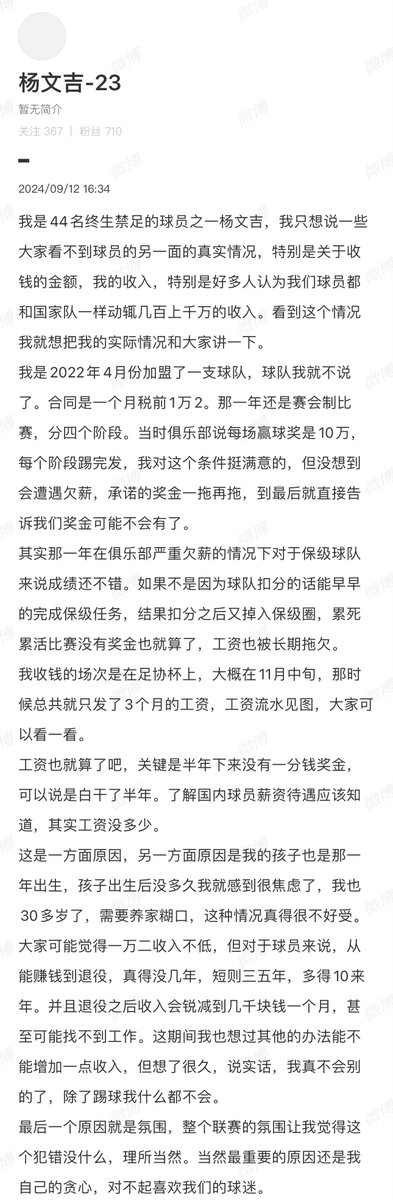 杨文吉-23
暂无简介
关注 367 | 粉丝 710
2024/09/12 16:34
我是44名终生禁足的球员之一杨文吉，我只想说一些
大家看不到球员的另一面的真实情况，特别是关于收
钱的金额，我的收入，特别是好多人认为我们球员都
和国家队一样动辄几百上千万的收入。看到这个情况
我就想把我的实际情况和大家讲一下。
我是2022年4月份加盟了一支球队，球队我就不说
了。合同是一个月税前1万2。那一年还是赛会制比
赛，分四个阶段。当时俱乐部说每场赢球奖是10万，
每个阶段踢完发，我对这个条件挺满意的，但没想到
会遭遇欠薪，承诺的奖金一拖再拖，到最后就直接告
诉我们奖金可能不会有了。
其实那一年在俱乐部严重欠薪的情况下对于保级球队
来说成绩还不错。如果不是因为球队扣分的话能早早
的完成保级任务，结果扣分之后又掉入保级圈，累死
累活比赛没有奖金也就算了，工资也被长期拖欠。
我收钱的场次是在足协杯上，大概在11月中旬，那时
候总共就只发了3个月的工资，工资流水见图，大家可
以看一看。
工资也就算了吧，关键是半年下来没有一分钱奖金，
可以说是白干了半年。了解国内球员薪资待遇应该知
道，其实工资没多少。
这是一方面原因，另一方面原因是我的孩子也是那一
年出生，孩子出生后没多久我就感到很焦虑了，我也
30多岁了，需要养家糊口，这种情况真得很不好受。
大家可能觉得一万二收入不低，但对于球员来说，从
能赚钱到退役，真得没几年，短则三五年，多得10来
年。并且退役之后收入会锐减到几千块钱一个月，甚
至可能找不到工作。这期间我也想过其他的办法能不
能增加一点收入，但想了很久，说实话，我真不会别
的了，除了踢球我什么都不会。
最后一个原因就是氛围，整个联赛的氛围让我觉得这
个犯错没什么，理所当然。当然最重要的原因还是我
自己的贪心，对不起喜欢我们的球迷。